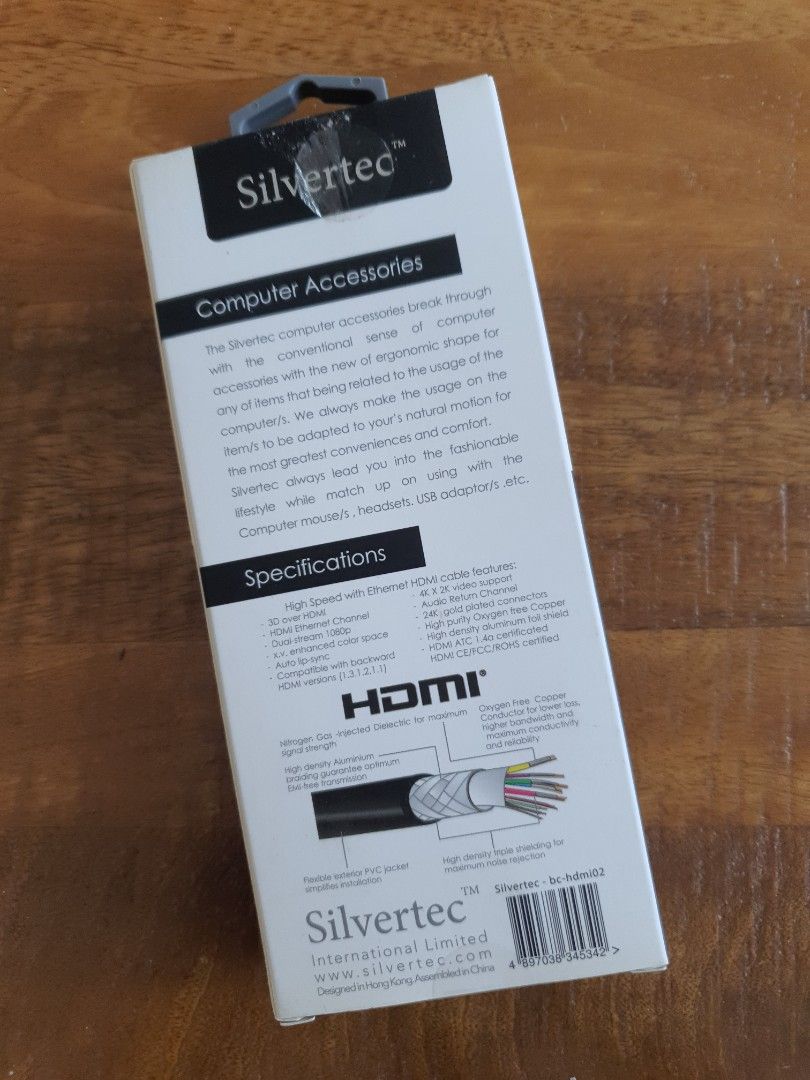 Silvertec™
Computer Accessories
The Silvertec computer accessories break through
with the conventional sense of computer
accessories with the new of ergonomic shape for
any of items that being related to the usage of the
computer/s. We always make the usage on the
item/s to be adapted to your's natural motion for
the most greatest conveniences and comfort.
Silvertec always lead you into the fashionable
lifestyle while match up on using with the
Computer mouse/s , headsets. USB adaptor/s ,etc.
Specifications
High Speed with Ethernet HDMI cable features:
- 3D over HDMI
- HDMI Ethernet Channel
- Dual-stream 1080p
- x.v. enhanced color space
- Auto lip-sync
- Compatible with backward
HDMI versions (1.3,1.2,1.1)
- 4K X 2K video support
- Audio Return Channel
- 24K gold plated connectors
- High purity Oxygen free Copper
- High density aluminum foil shield
- HDMI ATC 1.4a certificated
HDMI CE/FCC/ROHS certified
HDMI®
Nitrogen Gas -Injected Dielectric for maximum
signal strength
Oxygen Free Copper
Conductor for lower loss,
higher bandwidth and
maximum conductivity
and reliability
High density Aluminium
braiding guarantee optimum
EMI-free transmission
Flexible exterior PVC jacket
simplifies installation
High density triple shielding for
maximum noise rejection
Silvertec™
International Limited
www.silvertec.com
Designed in Hong Kong. Assembled in China
Silvertec - bc-hdmi02
4 897038 345342 >